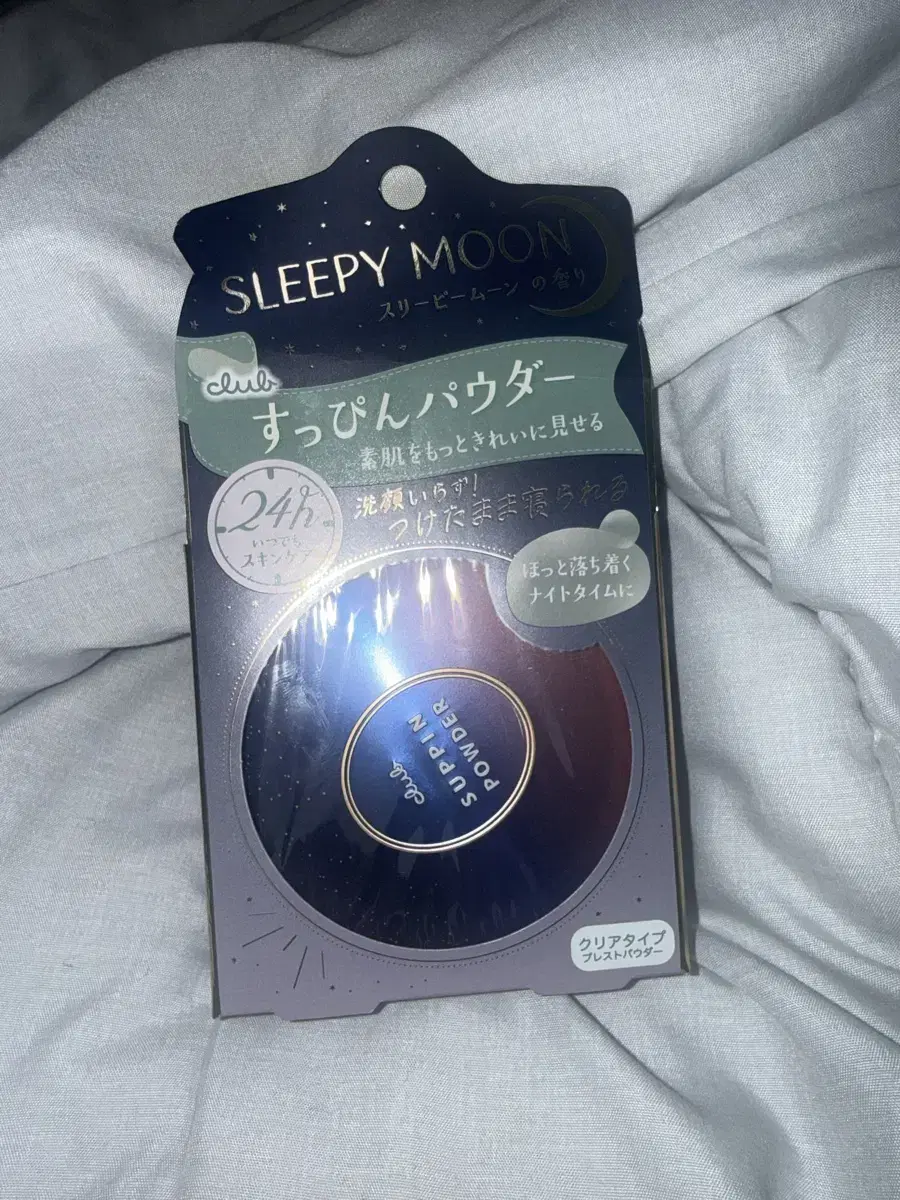 SLEEPY MOON
スリーピームーン の香り
club
すっぴんパウダー
素肌をもっときれいに見せる
24h
いつでも
スキンケア
洗顔いらず!
つけたまま寝られる
ほっと落ち着く
ナイトタイムに
club
SUPPIN
POWDER
クリアタイプ
プレストパウダー